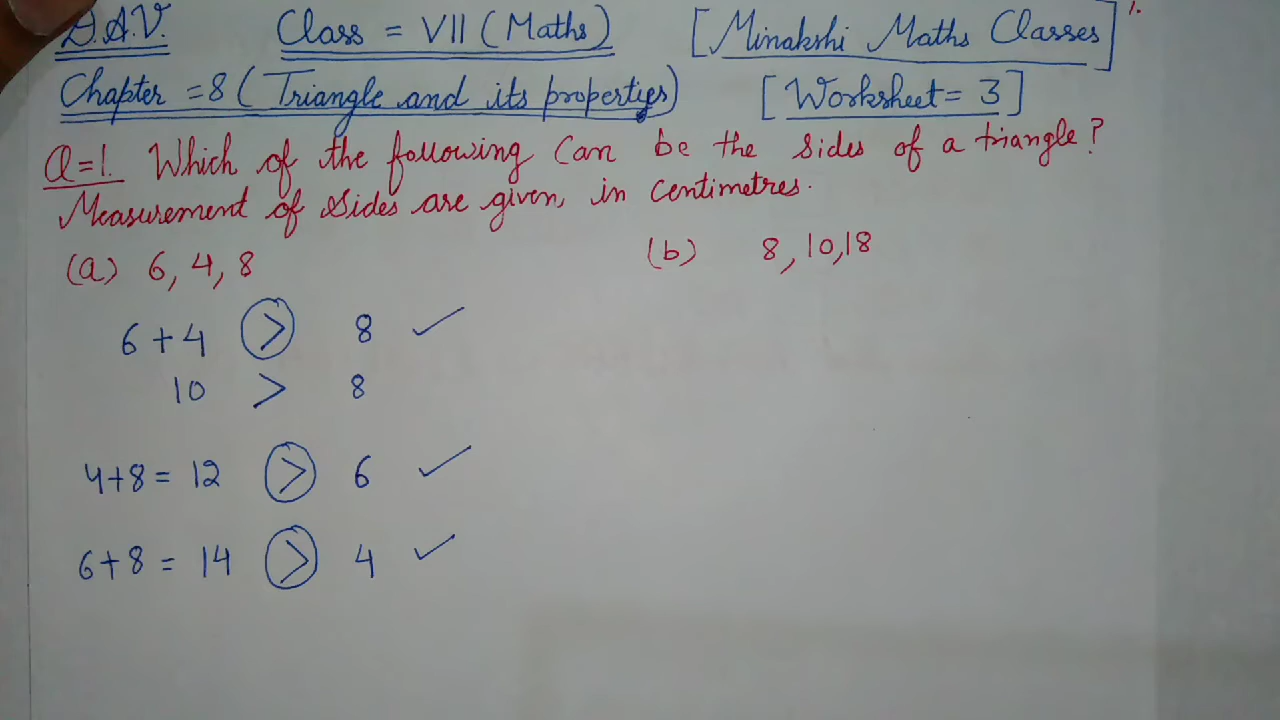 D.A.V. Class = VII (Maths) [Minakshi Maths Classes] 1.
Chapter = 8 (Triangle and its properties) [Worksheet = 3]
Q=1. Which of the following can be the sides of a triangle?
Measurement of sides are given, in centimetres.
(a) 6, 4, 8 (b) 8, 10, 18
6 + 4 > 8 ✓
10 > 8
4+8 = 12 > 6 ✓
6+8 = 14 > 4 ✓